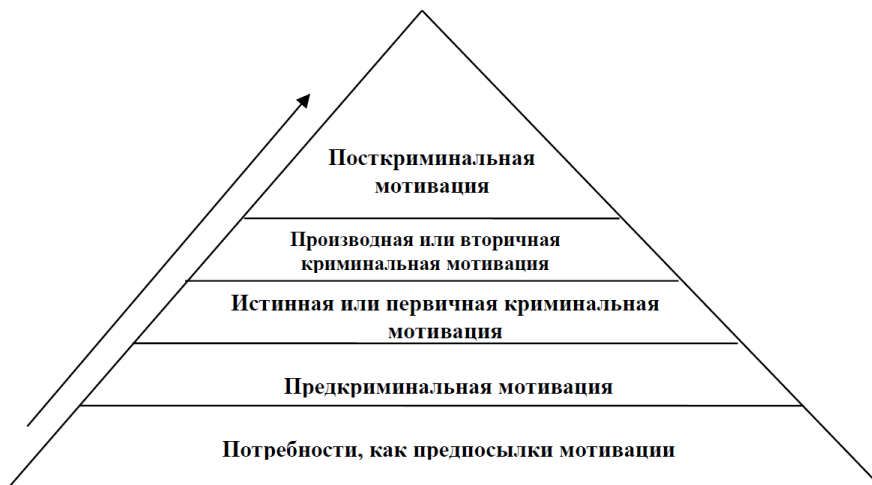 Посткриминальная
мотивация
Производная или вторичная
криминальная мотивация
Истинная или первичная криминальная
мотивация
Предкриминальная мотивация
Потребности, как предпосылки мотивации